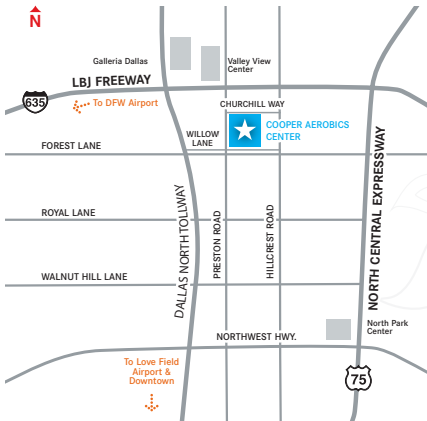 N
Galleria Dallas
Valley View
Center
LBJ FREEWAY
635
To DFW Airport
CHURCHILL WAY
COOPER AEROBICS
CENTER
WILLOW
LANE
FOREST LANE
NORTH CENTRAL EXPRESSWAY
DALLAS NORTH TOLLWAY
PRESTON ROAD
HILLCREST ROAD
ROYAL LANE
WALNUT HILL LANE
North Park
Center
NORTHWEST HWY.
To Love Field
Airport &
Downtown
75